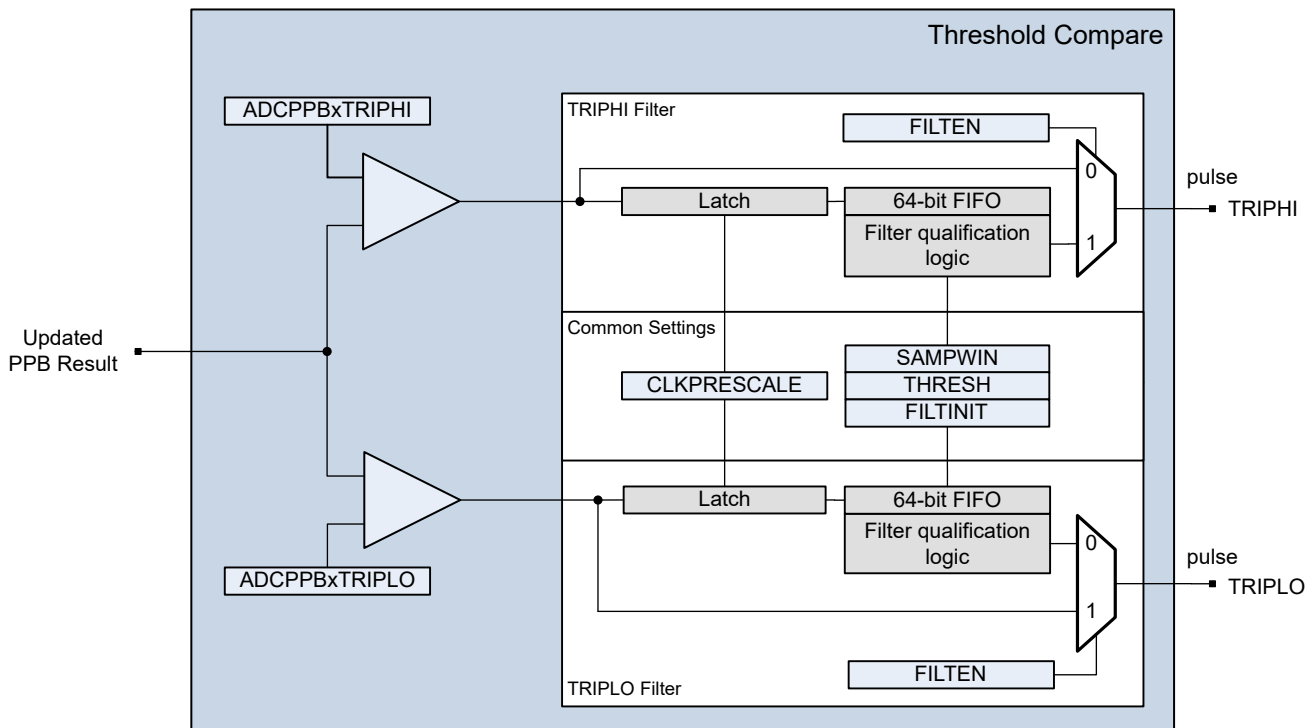 Threshold Compare
ADCPPBxTRIPHI
TRIPHI Filter
FILTEN
0
pulse
Latch
64-bit FIFO
TRIPHI
Filter qualification
logic
1
Updated
PPB Result
Common Settings
SAMPWIN
CLKPRESCALE
THRESH
FILTINIT
Latch
64-bit FIFO
Filter qualification
logic
0
pulse
ADCPPBxTRIPLO
TRIPLO
1
FILTEN
TRIPLO Filter